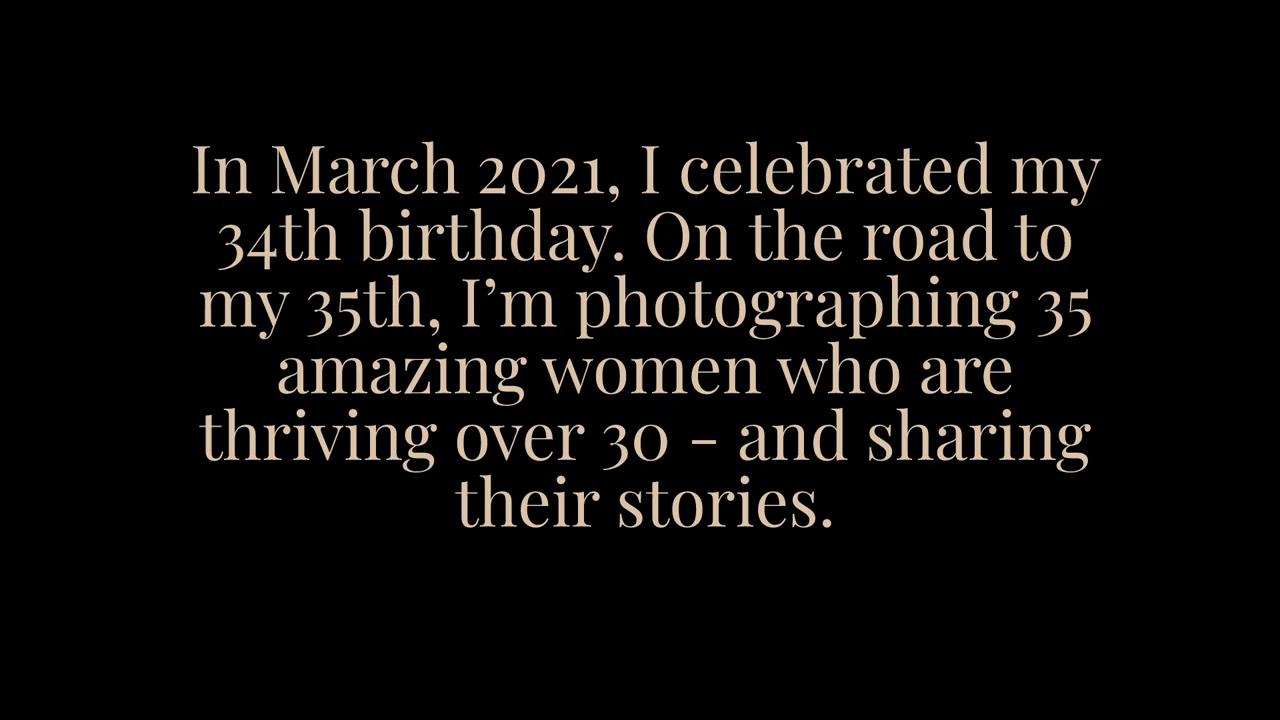 In March 2021, I celebrated my
34th birthday. On the road to
my 35th, I’m photographing 35
amazing women who are
thriving over 30 - and sharing
their stories.